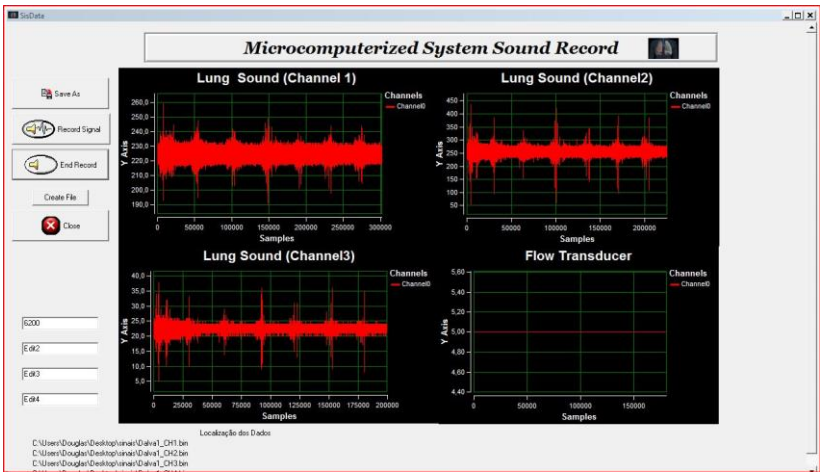 SisData
Microcomputerized System Sound Record
Save As
Record Signal
End Record
Create File
Close
6200
Edit2
Edit3
Edit4
Lung Sound (Channel 1)
Channels
Channel0
Y Axis
260,0
250,0
240,0
230,0
220,0
210,0
200,0
190,0
0 50000 100000 150000 200000 250000 300000
Samples
Lung Sound (Channel2)
Channels
Channel0
Y Axis
450
400
350
300
250
200
150
100
50
0 50000 100000 150000 200000
Samples
Lung Sound (Channel3)
Channels
Channel0
Y Axis
40,0
35,0
30,0
25,0
20,0
15,0
10,0
5,0
0 25000 50000 75000 100000 125000 150000 175000 200000
Samples
Flow Transducer
Channels
Channel0
Y Axis
5,60
5,40
5,20
5,00
4,80
4,60
4,40
0 50000 100000 150000
Samples
Localização dos Dados
C:\Users\Douglas\Desktop\sinais\Dalva1_CH1.bin
C:\Users\Douglas\Desktop\sinais\Dalva1_CH2.bin
C:\Users\Douglas\Desktop\sinais\Dalva1_CH3.bin